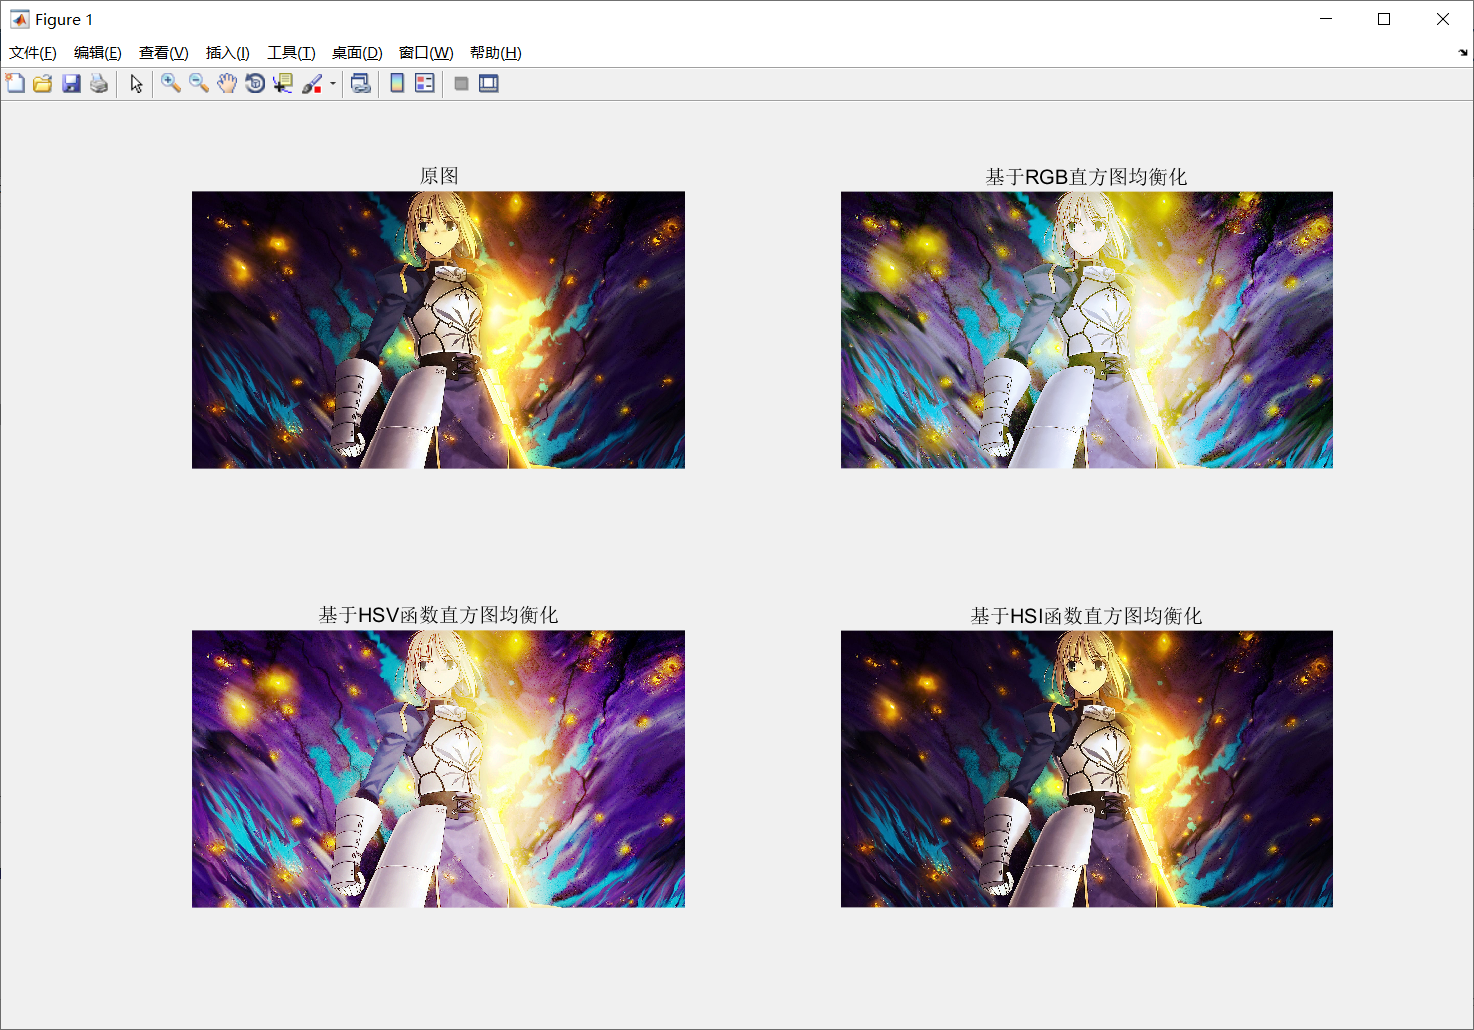 Figure 1
文件(F) 编辑(E) 查看(V) 插入(I) 工具(T) 桌面(D) 窗口(W) 帮助(H)
原图
基于RGB直方图均衡化
基于HSV函数直方图均衡化
基于HSI函数直方图均衡化